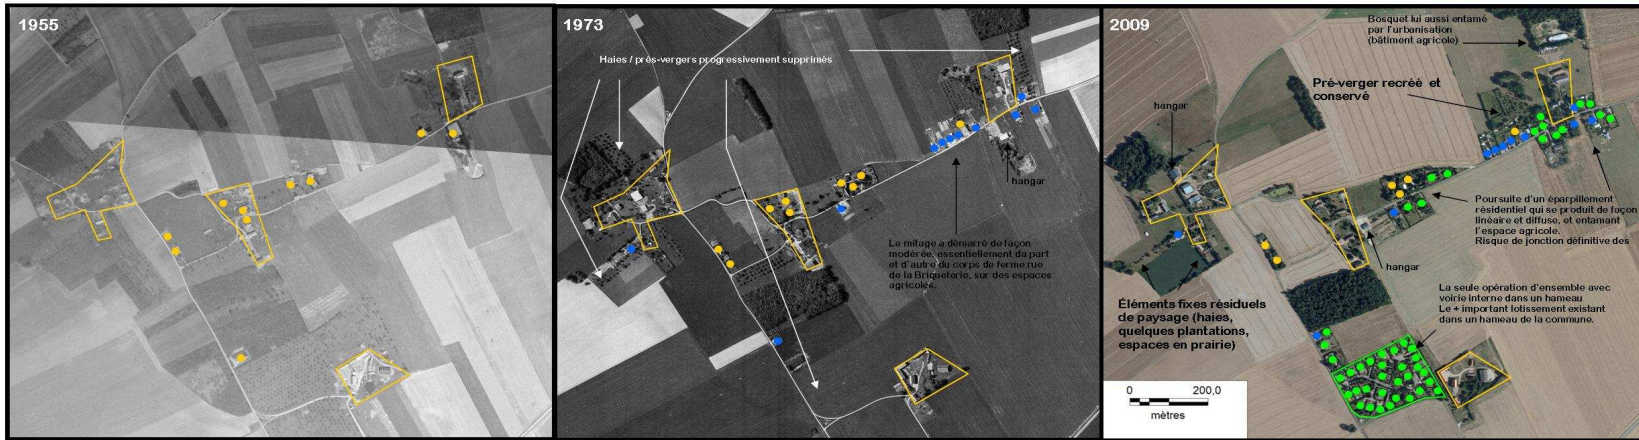 1955
1973
Haies / près-vergers progressivement supprimés
hangar
Le mitage a démarré de façon
modérée, essentiellement du part
et d'autre du corps de ferme rue
de la Briqueterie, sur des espaces
agricoles.
2009
Bosquet lui aussi entamé
par l'urbanisation
(bâtiment agricole)
Pré-verger recréé et
conservé
hangar
Poursuite d'un éparpillement
résidentiel qui se produit de façon
linéaire et diffuse, et entamant
l'espace agricole.
Risque de jonction définitive des
hangar
La seule opération d'ensemble avec
voirie interne dans un hameau
Le + important lotissement existant
dans un hameau de la commune.
Éléments fixes résiduels
de paysage (haies,
quelques plantations,
espaces en prairie)
0 200,0
mètres